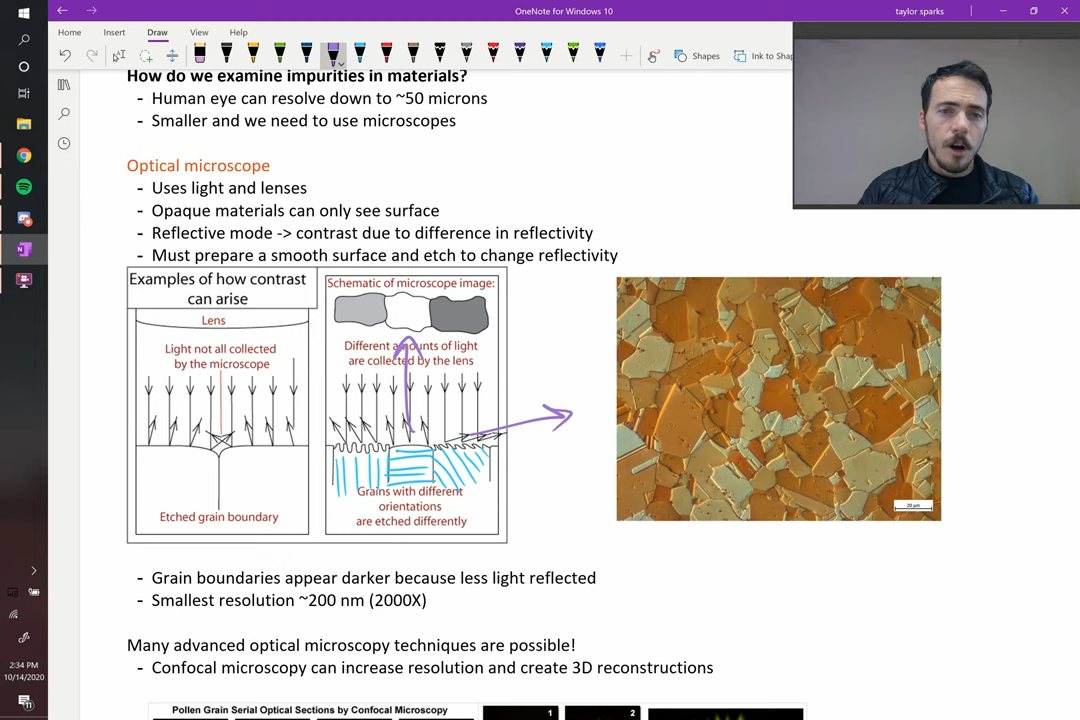 OneNote for Windows 10
taylor sparks
Home
Insert
Draw
View
Help
Shapes
Ink to Shap
How do we examine impurities in materials?
- Human eye can resolve down to ~50 microns
- Smaller and we need to use microscopes
Optical microscope
- Uses light and lenses
- Opaque materials can only see surface
- Reflective mode -> contrast due to difference in reflectivity
- Must prepare a smooth surface and etch to change reflectivity
Examples of how contrast
can arise
Lens
Light not all collected
by the microscope
Etched grain boundary
Schematic of microscope image:
Different amounts of light
are collected by the lens
Grains with different
orientations
are etched differently
20 µm
- Grain boundaries appear darker because less light reflected
- Smallest resolution ~200 nm (2000X)
Many advanced optical microscopy techniques are possible!
- Confocal microscopy can increase resolution and create 3D reconstructions
Pollen Grain Serial Optical Sections by Confocal Microscopy
1
2
2:34 PM
10/14/2020